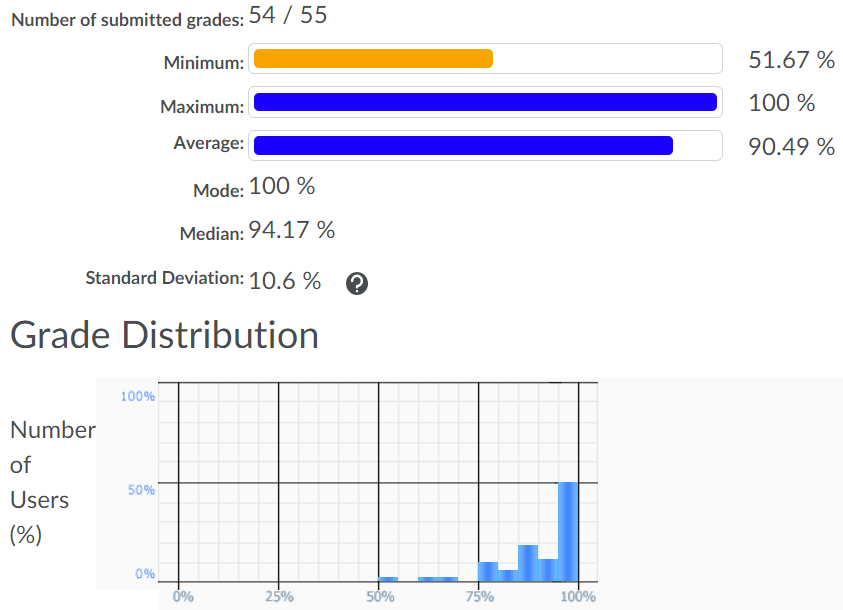 Number of submitted grades: 54 / 55
Minimum: 51.67 %
Maximum: 100 %
Average: 90.49 %
Mode: 100 %
Median: 94.17 %
Standard Deviation: 10.6 % ?
Grade Distribution
Number
of
Users
(%)
100%
50%
0%
0% 25% 50% 75% 100%